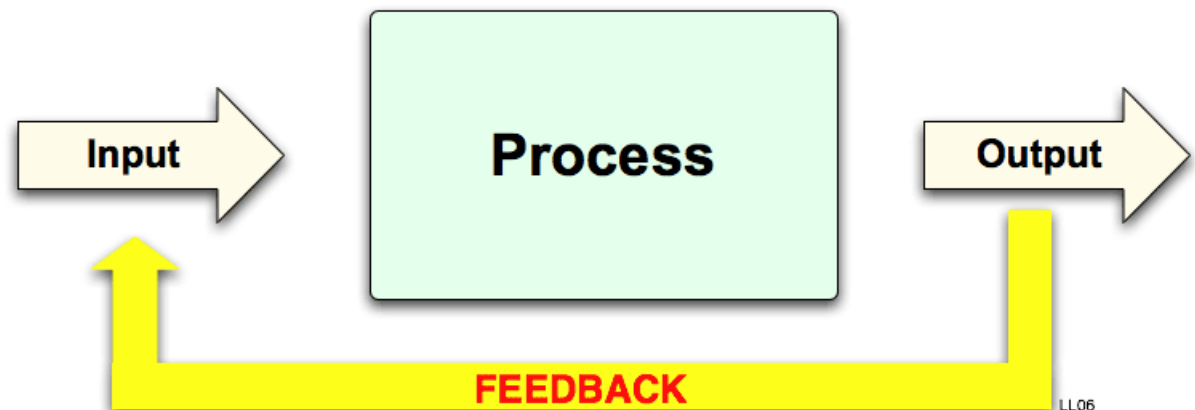 Input
Process
Output
FEEDBACK
LL06